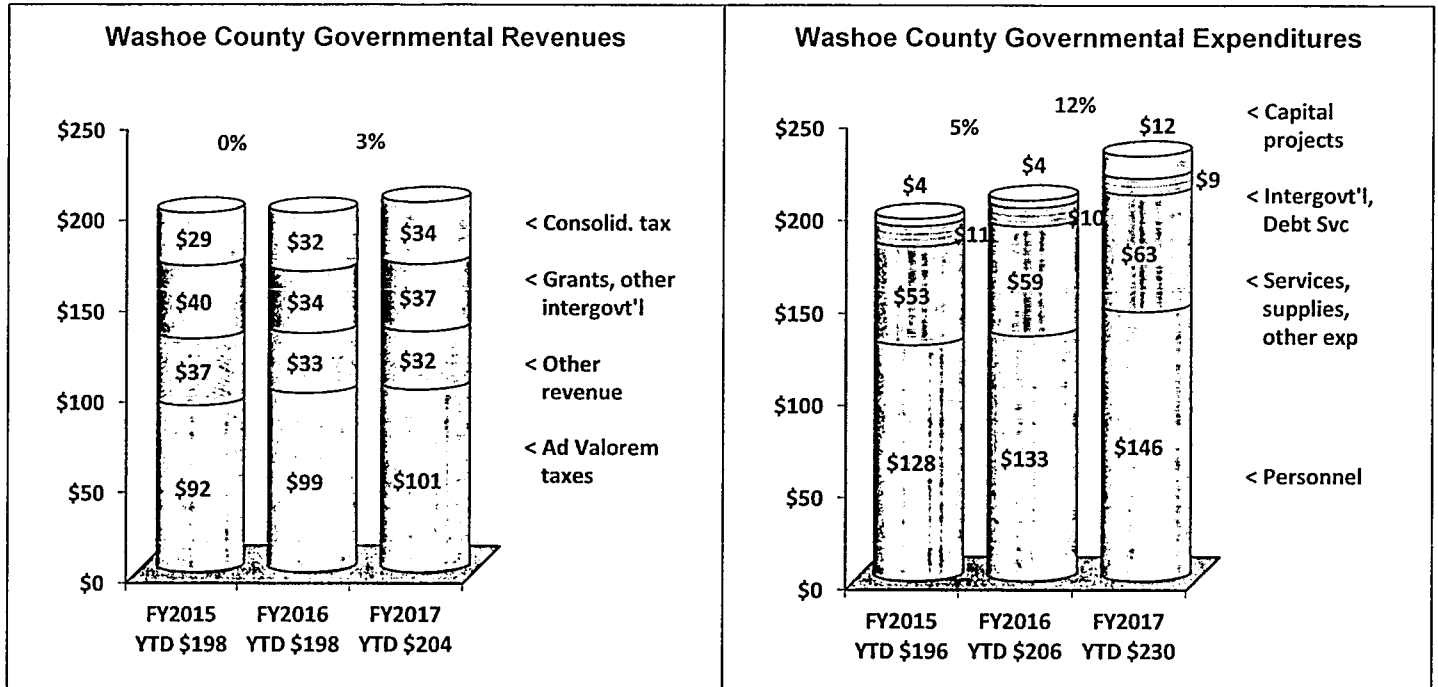 Washoe County Governmental Revenues
$250
$200
$150
$100
$50
$0
0%
3%
$29
$32
$34
$40
$34
$37
$37
$33
$32
$92
$99
$101
< Consolid. tax
< Grants, other
intergovt'l
< Other
revenue
< Ad Valorem
taxes
FY2015
FY2016
FY2017
YTD $198
YTD $198
YTD $204
Washoe County Governmental Expenditures
$250
$200
$150
$100
$50
$0
5%
12%
$4
$4
$12
$11
$10
$9
$53
$59
$63
$128
$133
$146
< Capital
projects
< Intergovt'l,
Debt Svc
< Services,
supplies,
other exp
< Personnel
FY2015
FY2016
FY2017
YTD $196
YTD $206
YTD $230